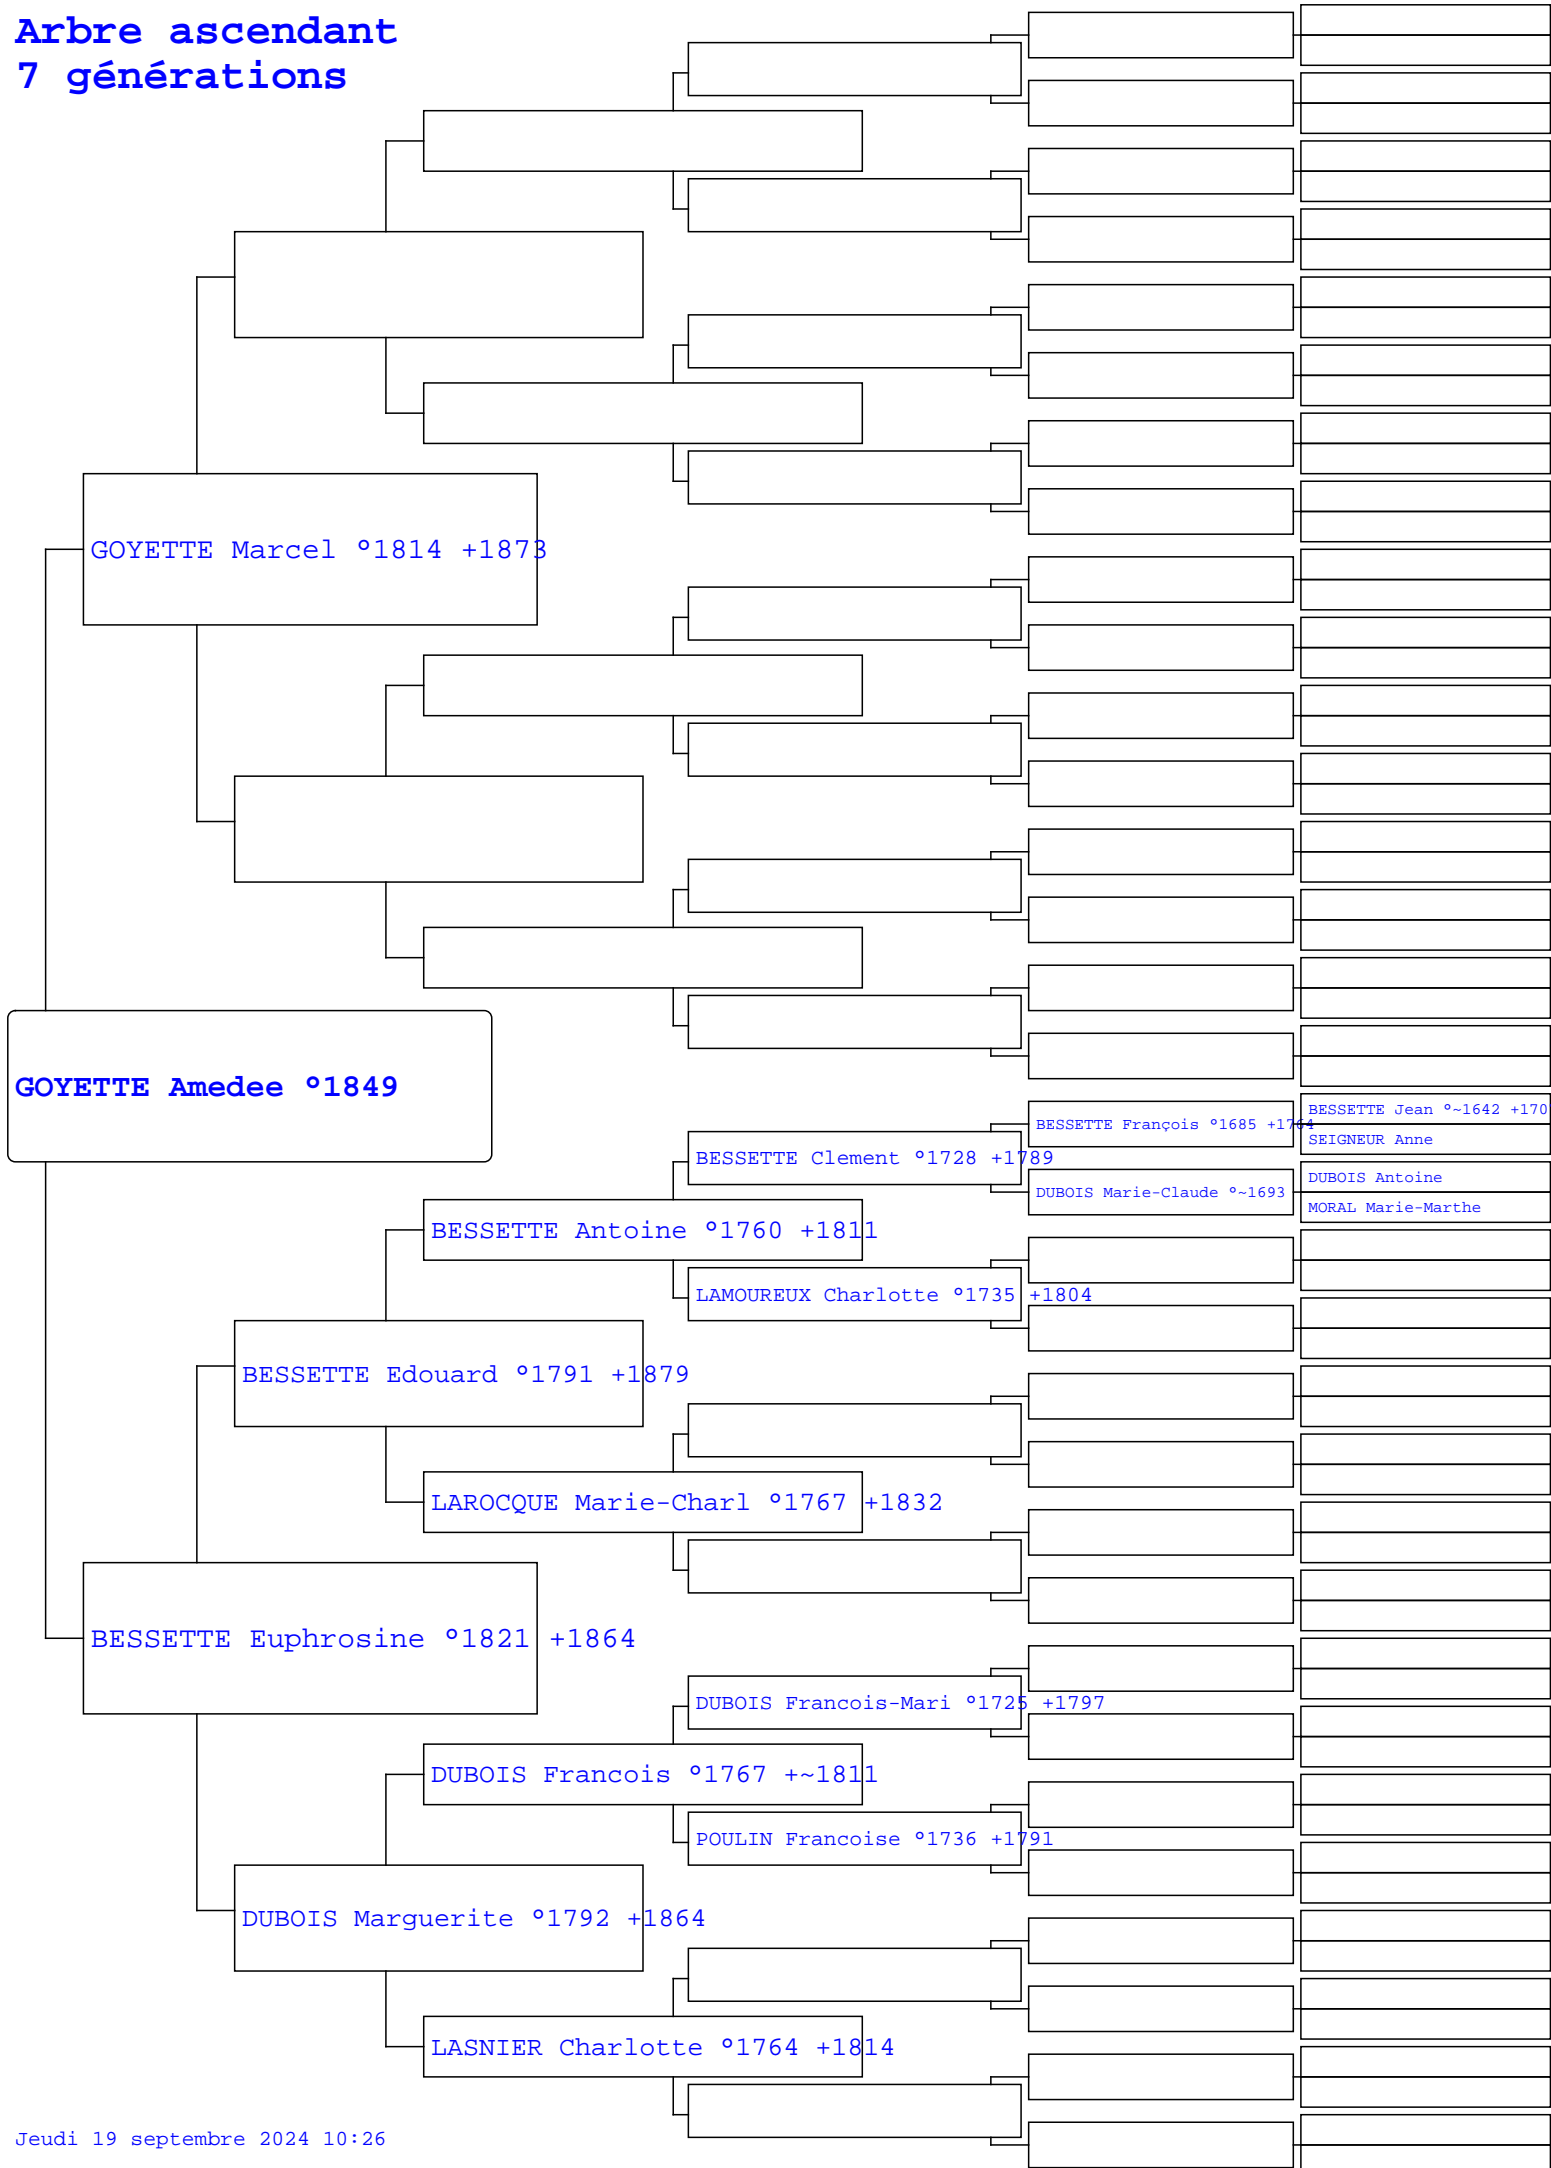 Arbre ascendant
7 générations
GOYETTE Marcel °1814 +1873
GOYETTE Amedee °1849
BESSETTE François °1685 +1764
BESSETTE Jean °~1642 +170
SEIGNEUR Anne
BESSETTE Clement °1728 +1789
DUBOIS Marie-Claude °~1693
DUBOIS Antoine
MORAL Marie-Marthe
BESSETTE Antoine °1760 +1811
LAMOUREUX Charlotte °1735 +1804
BESSETTE Edouard °1791 +1879
LAROCQUE Marie-Charl °1767 +1832
BESSETTE Euphrosine °1821 +1864
DUBOIS Francois-Mari °1725 +1797
DUBOIS Francois °1767 +~1811
POULIN Francoise °1736 +1791
DUBOIS Marguerite °1792 +1864
LASNIER Charlotte °1764 +1814
Jeudi 19 septembre 2024 10:26